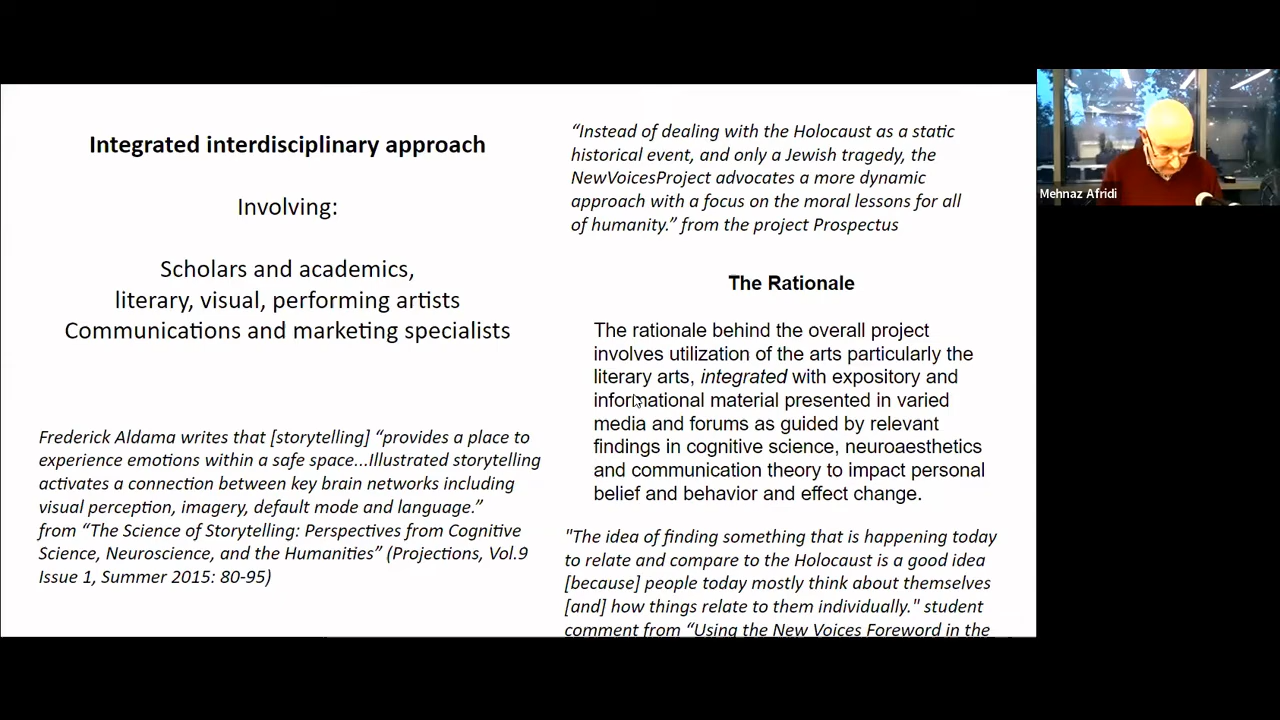 Integrated interdisciplinary approach
Involving:
Scholars and academics,
literary, visual, performing artists
Communications and marketing specialists
Frederick Aldama writes that [storytelling] “provides a place to
experience emotions within a safe space...Illustrated storytelling
activates a connection between key brain networks including
visual perception, imagery, default mode and language.”
from “The Science of Storytelling: Perspectives from Cognitive
Science, Neuroscience, and the Humanities” (Projections, Vol.9
Issue 1, Summer 2015: 80-95)
“Instead of dealing with the Holocaust as a static
historical event, and only a Jewish tragedy, the
NewVoicesProject advocates a more dynamic
approach with a focus on the moral lessons for all
of humanity.” from the project Prospectus
The Rationale
The rationale behind the overall project
involves utilization of the arts particularly the
literary arts, integrated with expository and
informational material presented in varied
media and forums as guided by relevant
findings in cognitive science, neuroaesthetics
and communication theory to impact personal
belief and behavior and effect change.
"The idea of finding something that is happening today
to relate and compare to the Holocaust is a good idea
[because] people today mostly think about themselves
[and] how things relate to them individually." student
comment from “Using the New Voices Foreword in the
Mehnaz Afridi